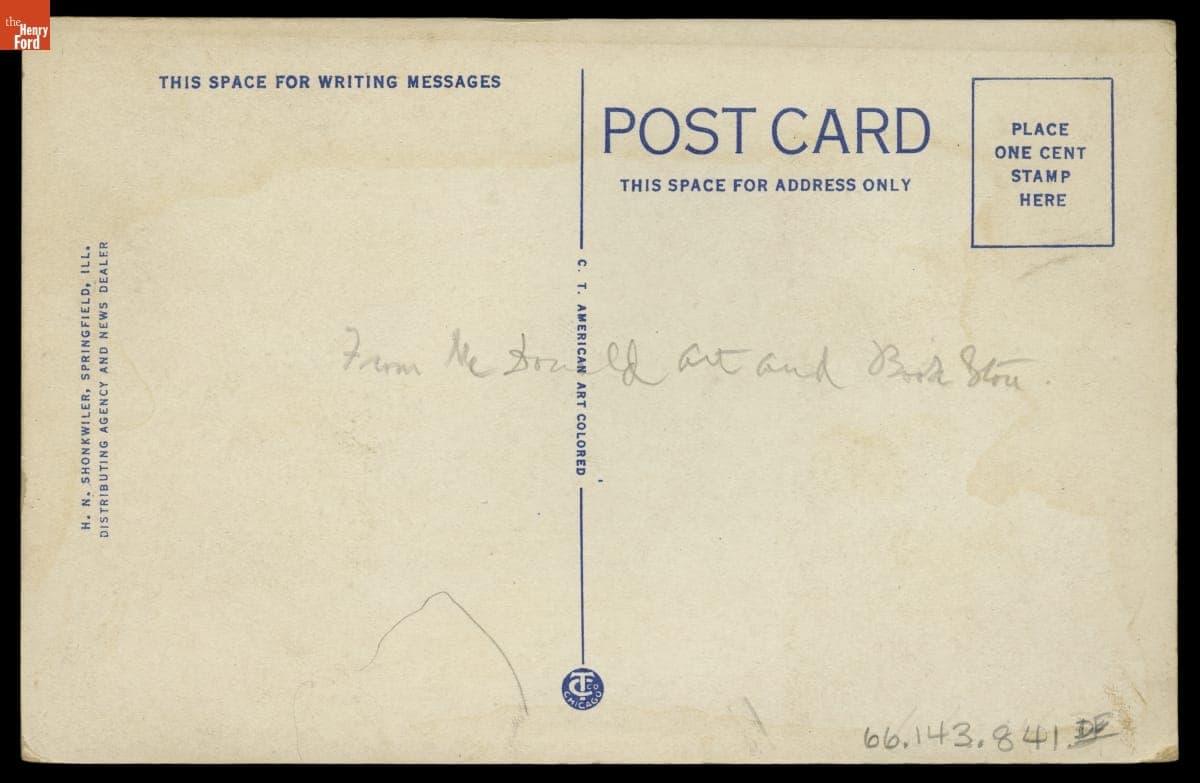 the
Henry
Ford
THIS SPACE FOR WRITING MESSAGES
POST CARD
THIS SPACE FOR ADDRESS ONLY
PLACE
ONE CENT
STAMP
HERE
H. N. SHONKWILER, SPRINGFIELD, ILL.
DISTRIBUTING AGENCY AND NEWS DEALER
C. T. AMERICAN ART COLORED
From McDonald Art and Book Store.
CT CO
CHICAGO
66.143.841 DF